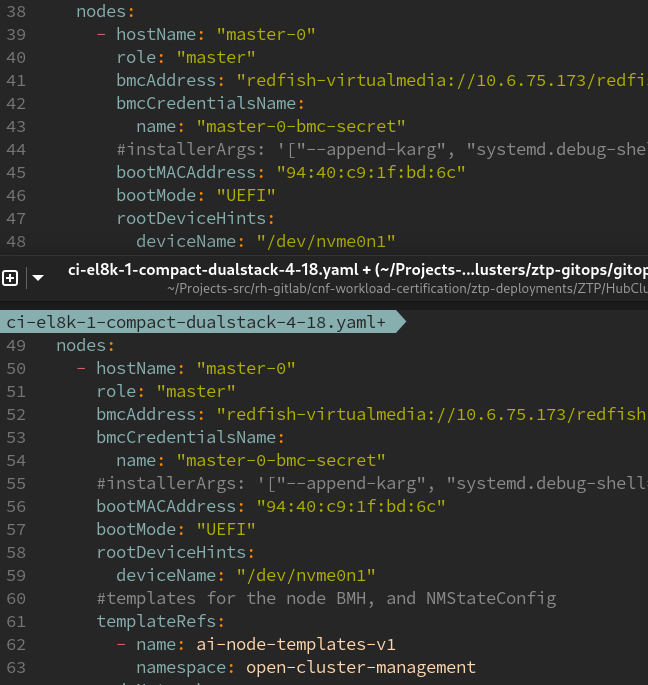 38 nodes:
39 - hostName: "master-0"
40 role: "master"
41 bmcAddress: "redfish-virtualmedia://10.6.75.173/redfi
42 bmcCredentialsName:
43 name: "master-0-bmc-secret"
44 #installerArgs: '["--append-karg", "systemd.debug-she
45 bootMACAddress: "94:40:c9:1f:bd:6c"
46 bootMode: "UEFI"
47 rootDeviceHints:
48 deviceName: "/dev/nvme0n1"
ci-el8k-1-compact-dualstack-4-18.yaml + (~/Projects-...lusters/ztp-gitops/gitop
~/Projects-src/rh-gitlab/cnf-workload-certification/ztp-deployments/ZTP/HubClu
ci-el8k-1-compact-dualstack-4-18.yaml+
49 nodes:
50 - hostName: "master-0"
51 role: "master"
52 bmcAddress: "redfish-virtualmedia://10.6.75.173/redfish
53 bmcCredentialsName:
54 name: "master-0-bmc-secret"
55 #installerArgs: '["--append-karg", "systemd.debug-shell
56 bootMACAddress: "94:40:c9:1f:bd:6c"
57 bootMode: "UEFI"
58 rootDeviceHints:
59 deviceName: "/dev/nvme0n1"
60 #templates for the node BMH, and NMStateConfig
61 templateRefs:
62 - name: ai-node-templates-v1
63 namespace: open-cluster-management